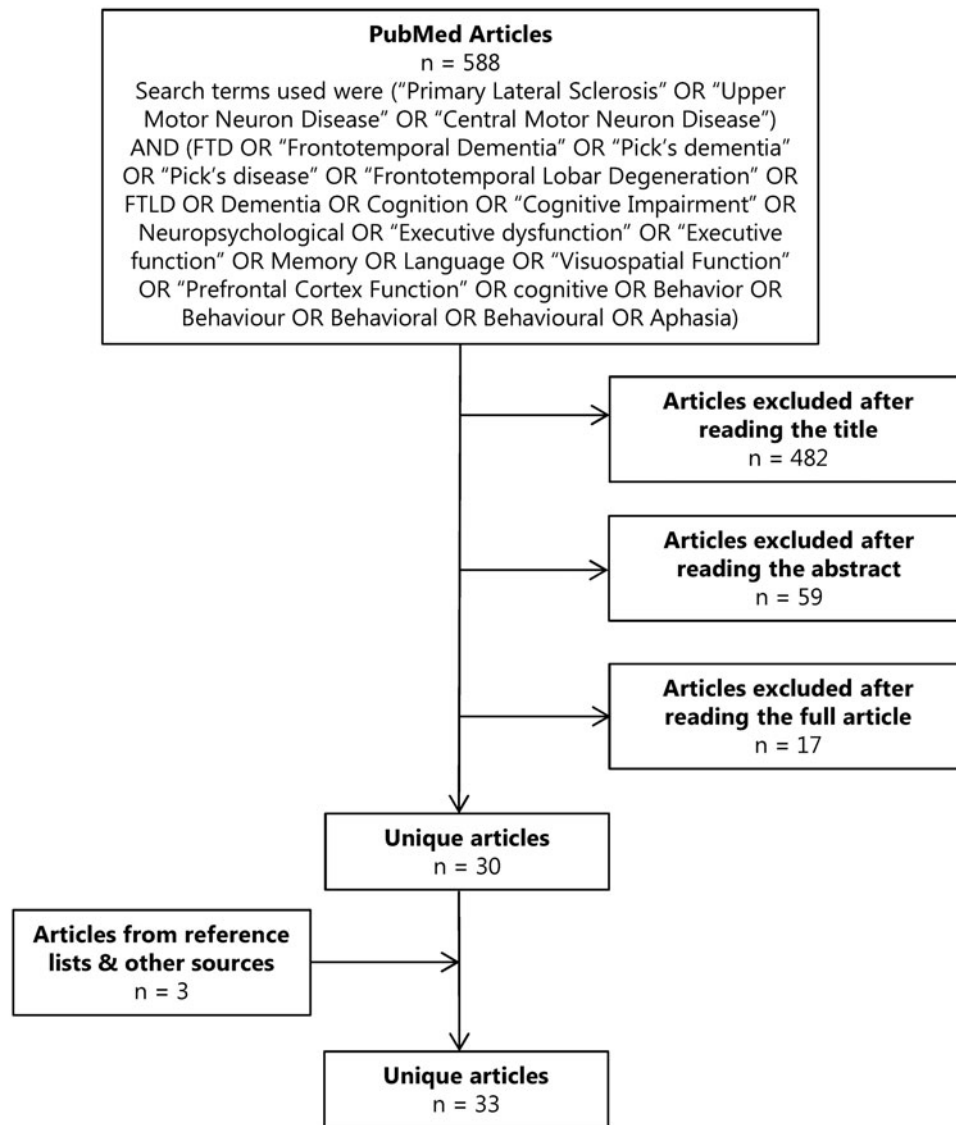 PubMed Articles
n = 588
Search terms used were (“Primary Lateral Sclerosis” OR “Upper
Motor Neuron Disease” OR “Central Motor Neuron Disease”)
AND (FTD OR “Frontotemporal Dementia” OR “Pick’s dementia”
OR “Pick’s disease” OR “Frontotemporal Lobar Degeneration” OR
FTLD OR Dementia OR Cognition OR “Cognitive Impairment” OR
Neuropsychological OR “Executive dysfunction” OR “Executive
function” OR Memory OR Language OR “Visuospatial Function”
OR “Prefrontal Cortex Function” OR cognitive OR Behavior OR
Behaviour OR Behavioral OR Behavioural OR Aphasia)
Articles excluded after
reading the title
n = 482
Articles excluded after
reading the abstract
n = 59
Articles excluded after
reading the full article
n = 17
Unique articles
n = 30
Articles from reference
lists & other sources
n = 3
Unique articles
n = 33